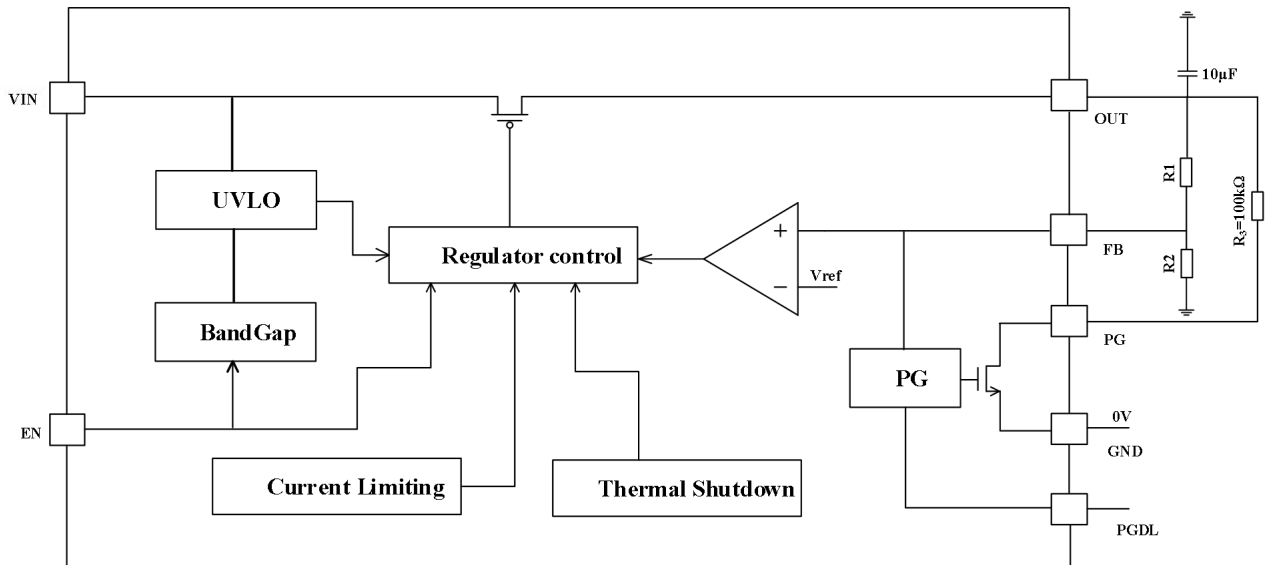 10μF
VIN
OUT
R1
R₃=100kΩ
UVLO
+
FB
Regulator control
R2
Vref
−
BandGap
PG
PG
0V
EN
GND
Current Limiting
Thermal Shutdown
PGDL